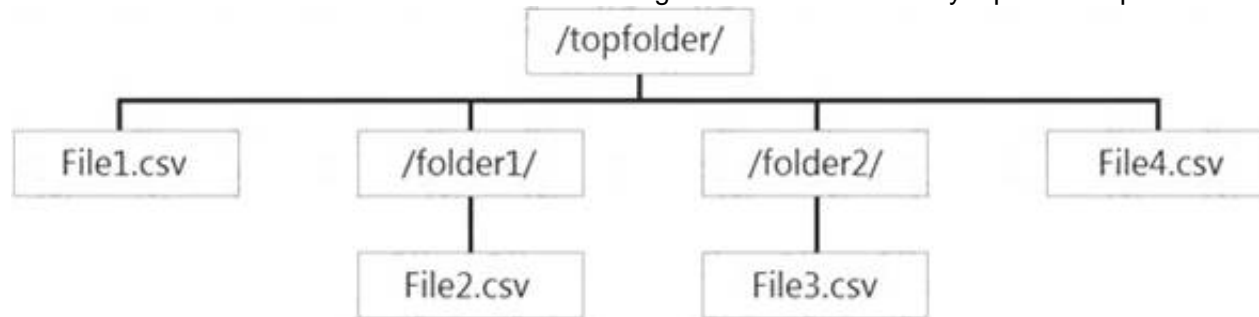 /topfolder/
File1.csv
/folder1/
/folder2/
File4.csv
File2.csv
File3.csv